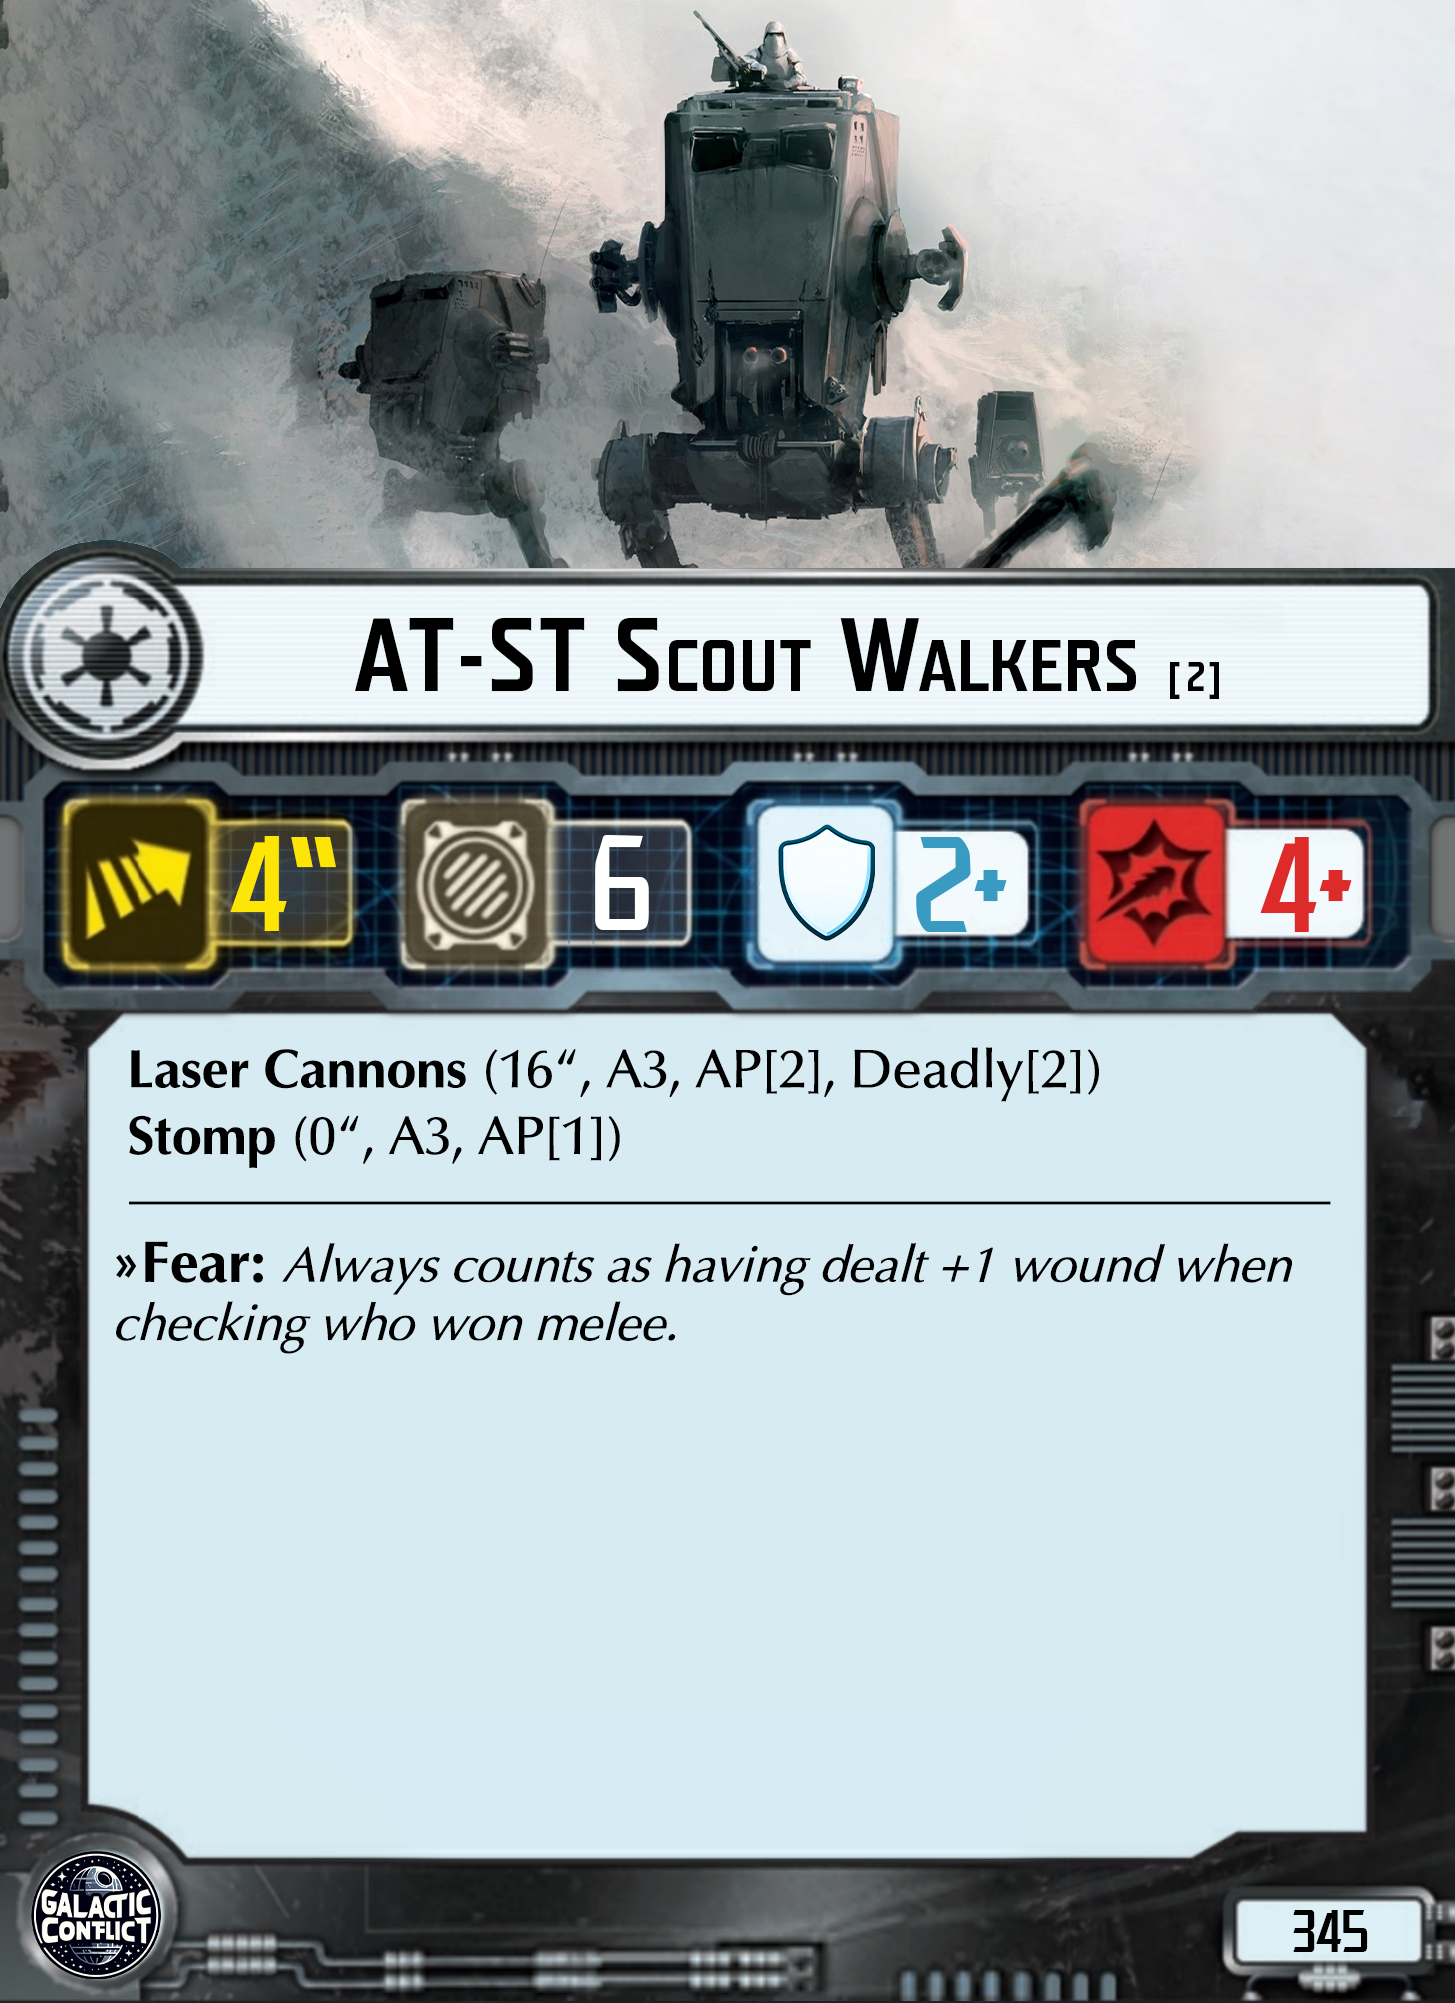 AT-ST Scout Walkers [2]
4" 6 2+ 4+
Laser Cannons (16“, A3, AP[2], Deadly[2])
Stomp (0“, A3, AP[1])
»Fear: Always counts as having dealt +1 wound when
checking who won melee.
GALACTIC
CONFLICT
345